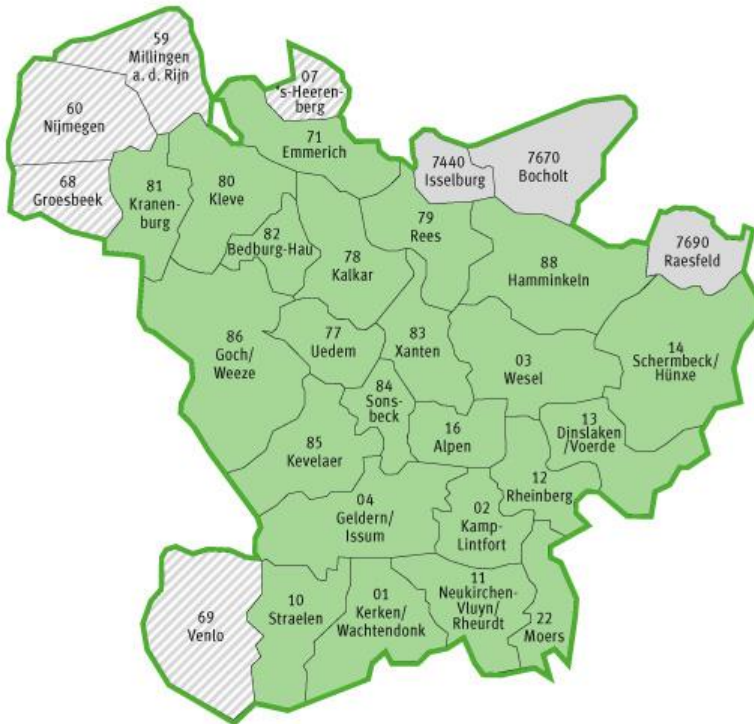 59
Millingen
a. d. Rijn
07
's-Heeren-
berg
60
Nijmegen
71
Emmerich
7440
Isselburg
7670
Bocholt
68
Groesbeek
81
Kranen-
burg
80
Kleve
82
Bedburg-Hau
79
Rees
78
Kalkar
88
Hamminkeln
7690
Raesfeld
86
Goch/
Weeze
77
Uedem
83
Xanten
03
Wesel
14
Schermbeck/
Hünxe
84
Sons-
beck
16
Alpen
13
Dinslaken
/Voerde
85
Kevelaer
12
Rheinberg
04
Geldern/
Issum
02
Kamp-
Lintfort
69
Venlo
10
Straelen
01
Kerken/
Wachtendonk
11
Neukirchen-
Vluyn/
Rheurdt
22
Moers